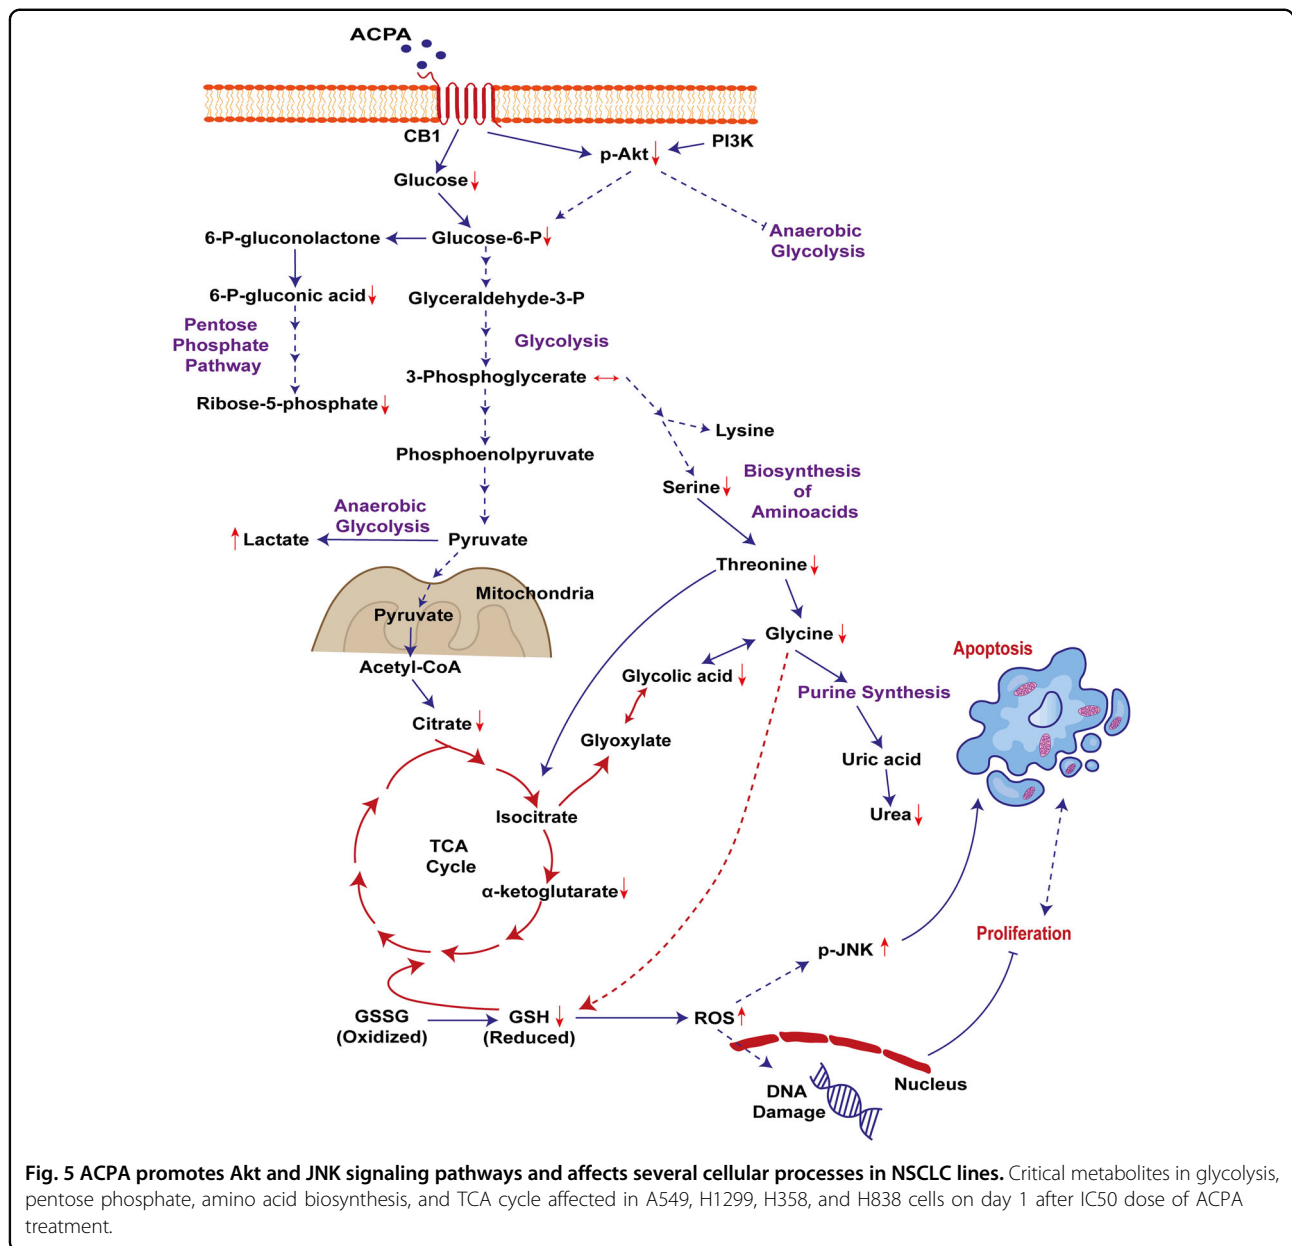 ACPA
CB1
p-Akt
PI3K
Glucose
6-P-gluconolactone
Glucose-6-P
Anaerobic
Glycolysis
6-P-gluconic acid
Glyceraldehyde-3-P
Pentose
Phosphate
Pathway
Glycolysis
3-Phosphoglycerate
Ribose-5-phosphate
Lysine
Phosphoenolpyruvate
Serine
Biosynthesis
of
Aminoacids
Anaerobic
Glycolysis
Lactate
Pyruvate
Threonine
Mitochondria
Pyruvate
Glycine
Acetyl-CoA
Glycolic acid
Apoptosis
Purine Synthesis
Citrate
Glyoxylate
Uric acid
Isocitrate
Urea
TCA
Cycle
α-ketoglutarate
Proliferation
p-JNK
GSSG
(Oxidized)
GSH
(Reduced)
ROS
Nucleus
DNA
Damage
Fig. 5 ACPA promotes Akt and JNK signaling pathways and affects several cellular processes in NSCLC lines. Critical metabolites in glycolysis,
pentose phosphate, amino acid biosynthesis, and TCA cycle affected in A549, H1299, H358, and H838 cells on day 1 after IC50 dose of ACPA
treatment.